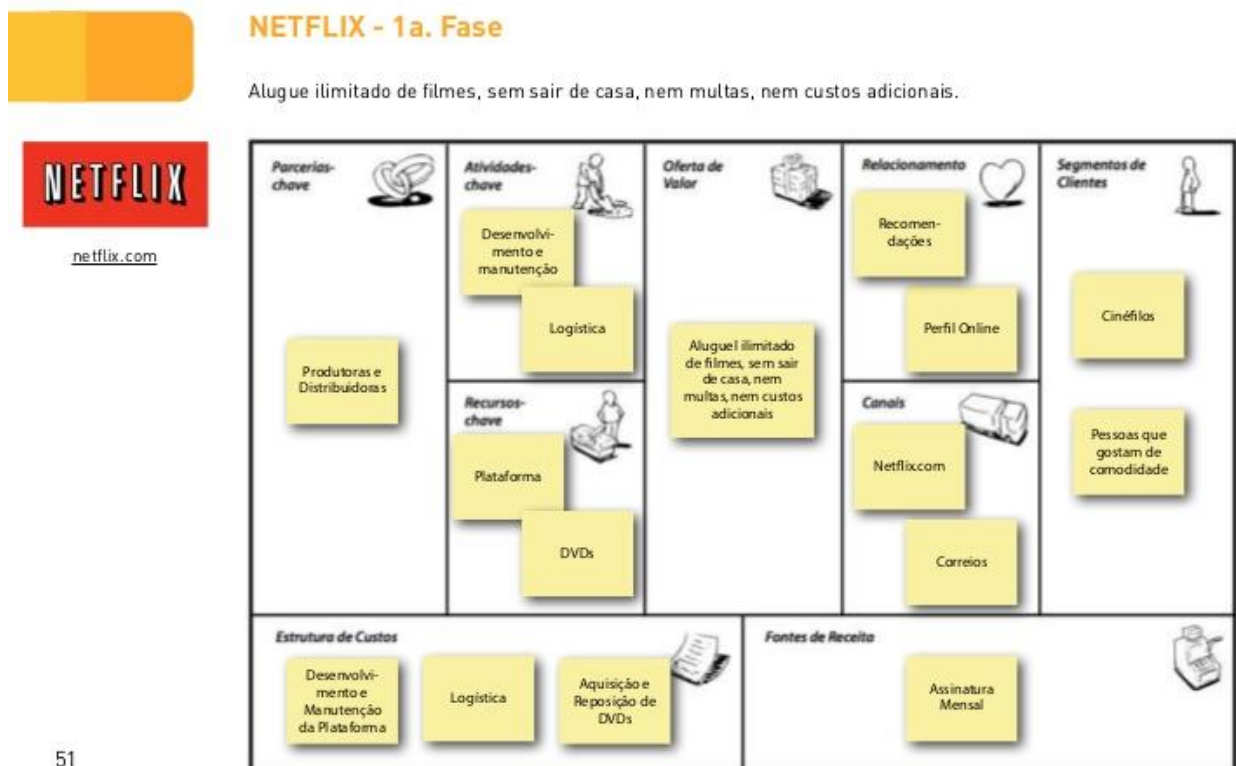 NETFLIX - 1a. Fase
Alugue ilimitado de filmes, sem sair de casa, nem multas, nem custos adicionais.
NETFLIX
netflix.com
Parcerias-
chave
Produtoras e
Distribuidoras
Atividades-
chave
Desenvolvi-
mento e
manutenção
Logística
Recursos-
chave
Plataforma
DVDs
Oferta de
Valor
Aluguel ilimitado
de filmes, sem sair
de casa, nem
multas, nem custos
adicionais
Relacionamento
Recomen-
dações
Perfil Online
Canais
Netflix.com
Correios
Segmentos de
Clientes
Cinéfilos
Pessoas que
gostam de
comodidade
Estrutura de Custos
Desenvolvi-
mento e
Manutenção
da Plataforma
Logística
Aquisição e
Reposição de
DVDs
Fontes de Receita
Assinatura
Mensal
51